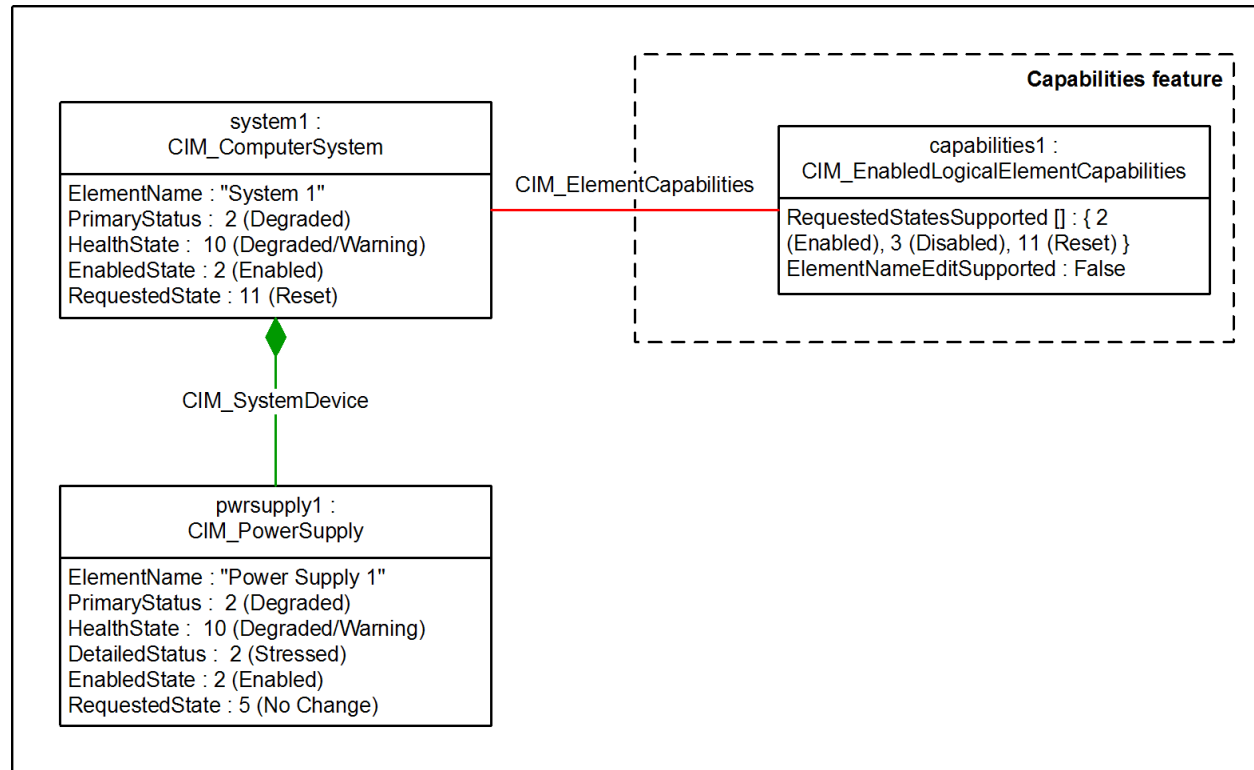 Capabilities feature
system1 :
CIM_ComputerSystem
ElementName : "System 1"
PrimaryStatus :  2 (Degraded)
HealthState :  10 (Degraded/Warning)
EnabledState : 2 (Enabled)
RequestedState : 11 (Reset)
CIM_ElementCapabilities
capabilities1 :
CIM_EnabledLogicalElementCapabilities
RequestedStatesSupported [] : { 2
(Enabled), 3 (Disabled), 11 (Reset) }
ElementNameEditSupported : False
CIM_SystemDevice
pwrsupply1 :
CIM_PowerSupply
ElementName : "Power Supply 1"
PrimaryStatus :  2 (Degraded)
HealthState :  10 (Degraded/Warning)
DetailedStatus :  2 (Stressed)
EnabledState : 2 (Enabled)
RequestedState : 5 (No Change)